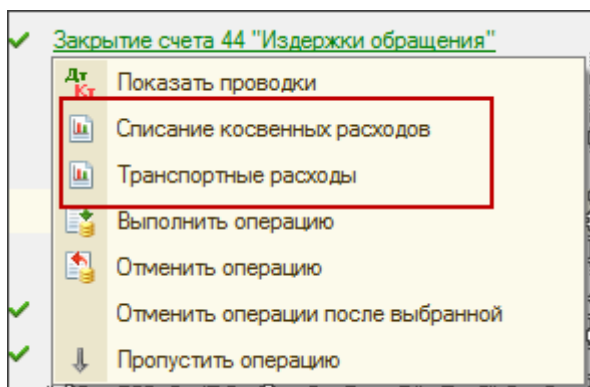 Закрытие счета 44 "Издержки обращения"
Дт Кт Показать проводки
Списание косвенных расходов
Транспортные расходы
Выполнить операцию
Отменить операцию
Отменить операции после выбранной
Пропустить операцию